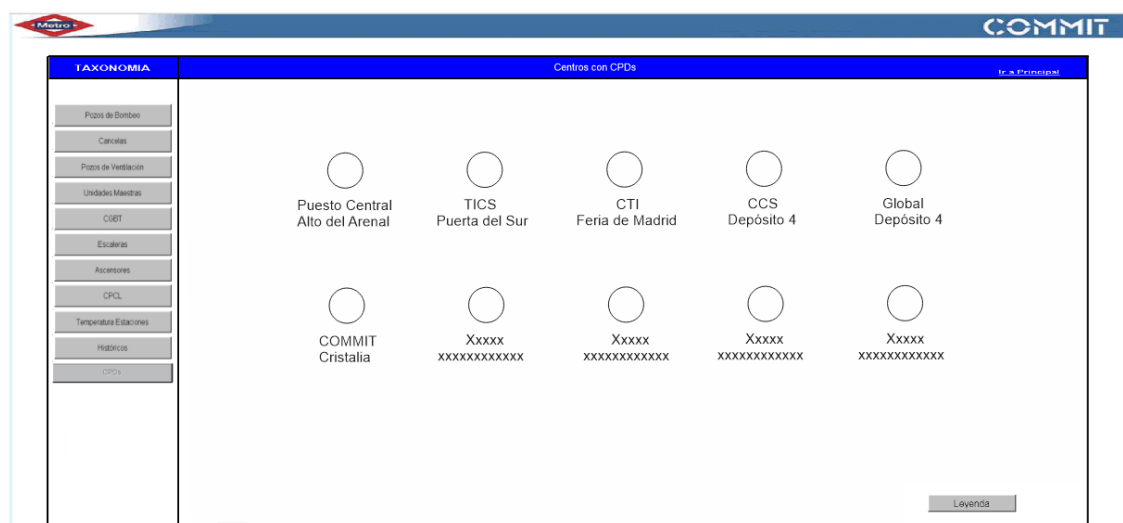 Metro
COMMIT
TAXONOMIA
Centros con CPDs
Ir a Principal
Pozos de Bombeo
Cancelas
Pozos de Ventilación
Unidades Maestras
CGBT
Escaleras
Ascensores
CPCL
Temperatura Estaciones
Históricos
CPDs
Puesto Central
Alto del Arenal
TICS
Puerta del Sur
CTI
Feria de Madrid
CCS
Depósito 4
Global
Depósito 4
COMMIT
Cristalia
Xxxxx
xxxxxxxxxxxx
Xxxxx
xxxxxxxxxxxx
Xxxxx
xxxxxxxxxxxx
Xxxxx
xxxxxxxxxxxx
Leyenda